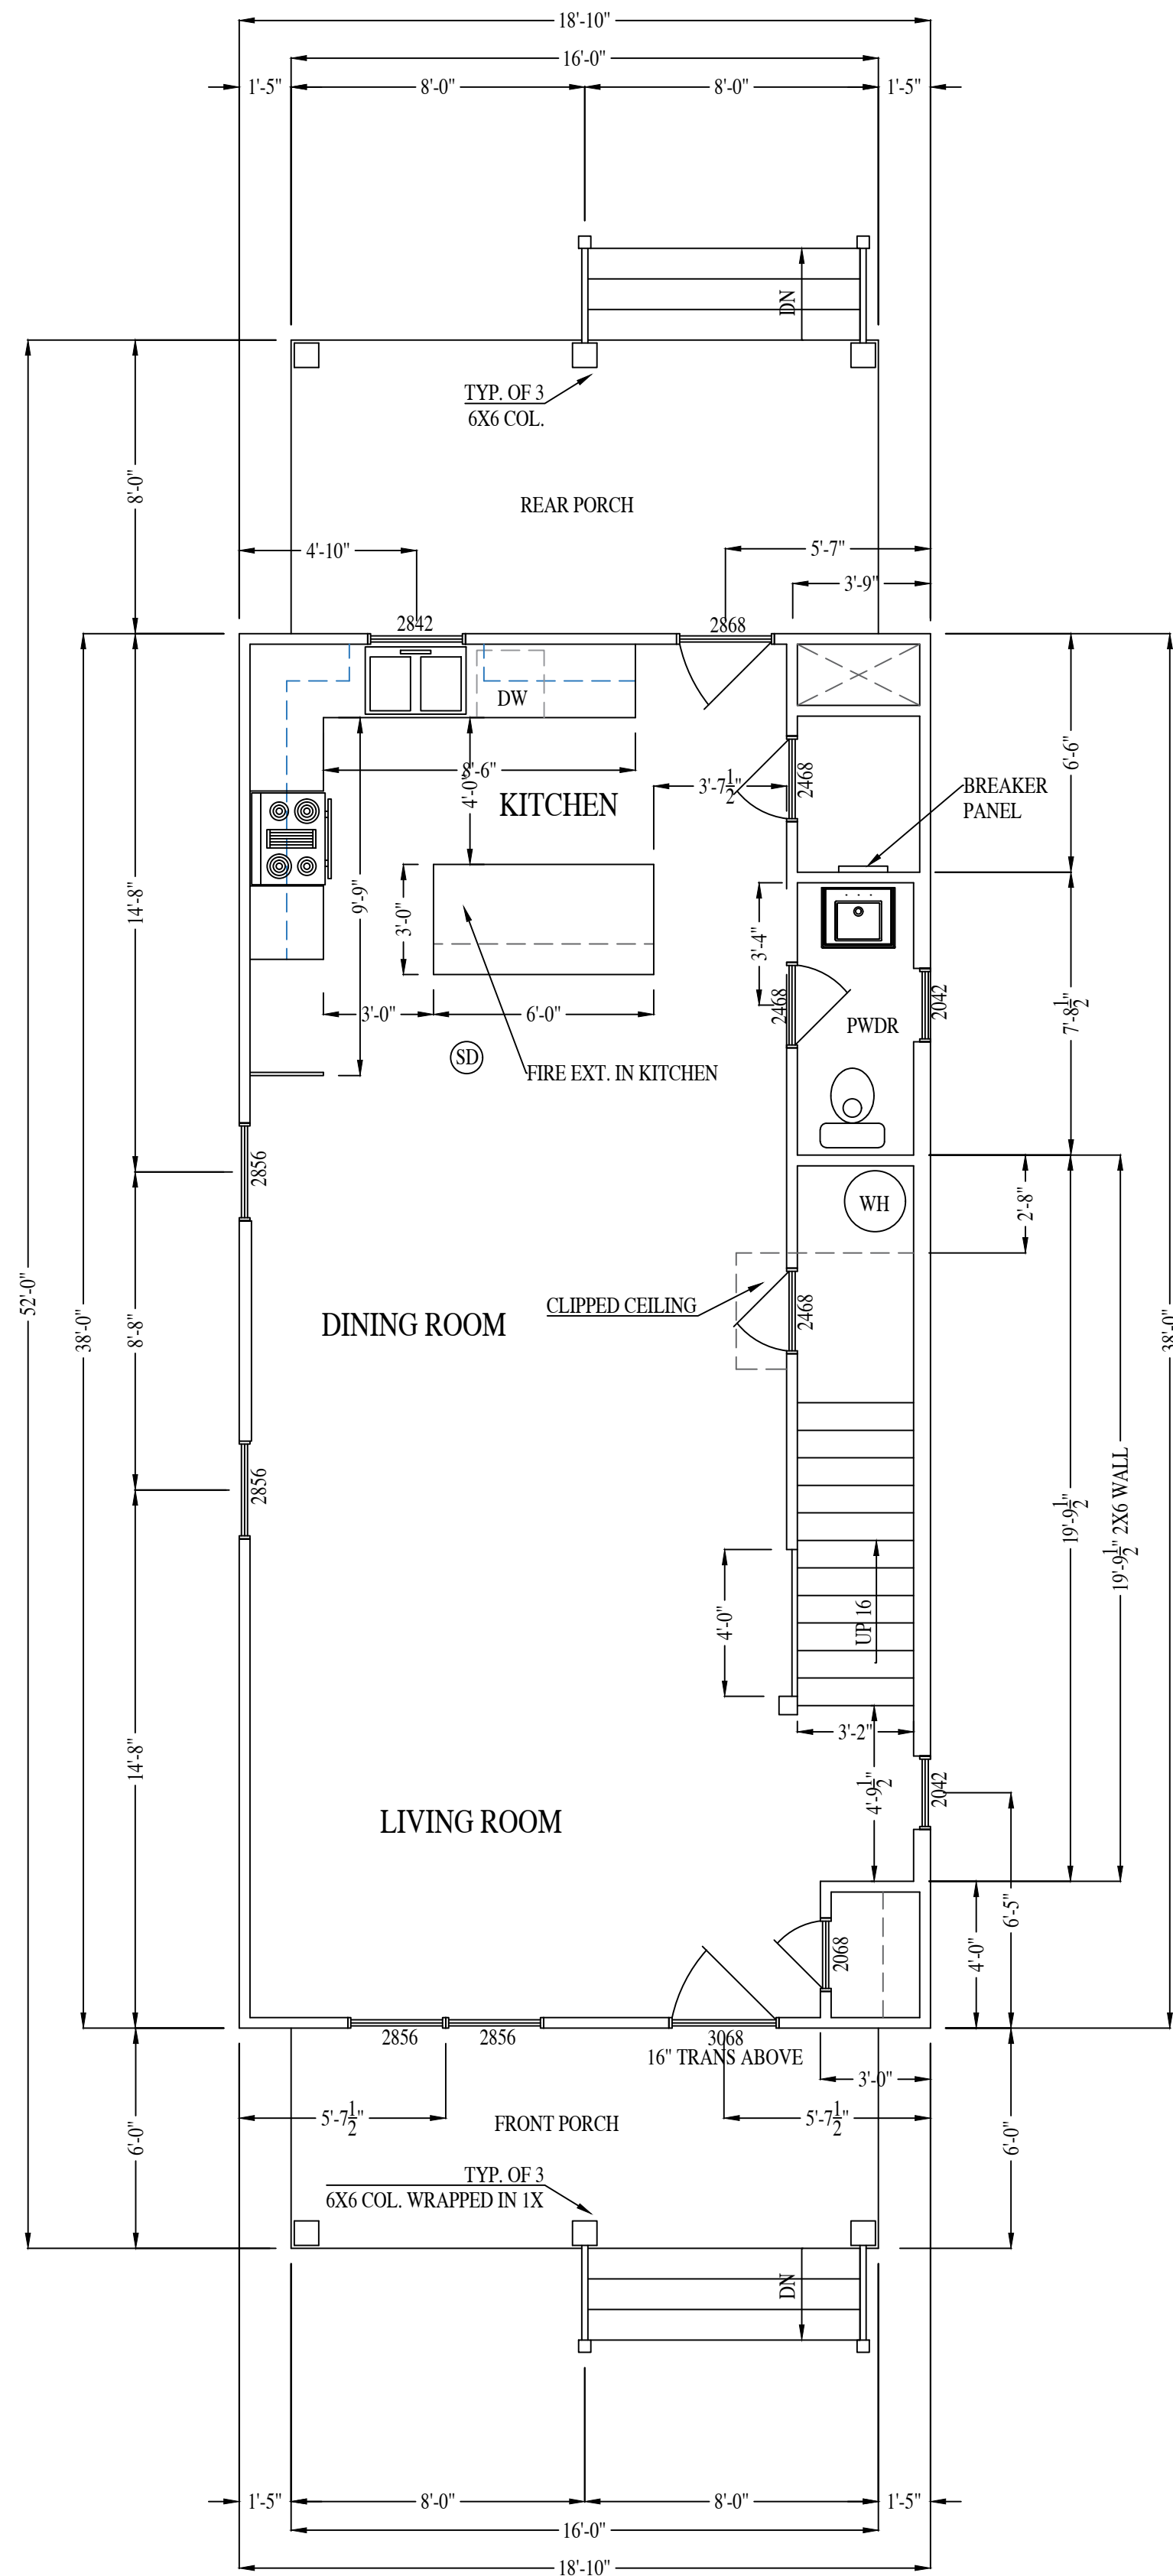 18'-10"
16'-0"
1'-5"
8'-0"
8'-0"
1'-5"
DN
TYP. OF 3
6X6 COL.
8'-0"
REAR PORCH
4'-10"
5'-7"
3'-9"
2842
2868
DW
8'-6"
4'-0"
3'-7 1/2"
2468
6'-6"
KITCHEN
BREAKER
PANEL
14'-8"
9'-9"
3'-0"
3'-4"
3'-0"
6'-0"
2468
2042
7'-8 1/2"
PWDR
SD
FIRE EXT. IN KITCHEN
2856
WH
2'-8"
52'-0"
38'-0"
8'-8"
CLIPPED CEILING
2468
38'-0"
DINING ROOM
2856
19'-9 1/2"
19'-9 1/2" 2X6 WALL
4'-0"
UP 16
3'-2"
14'-8"
4'-9 1/2"
2042
LIVING ROOM
6'-5"
4'-0"
2068
2856
2856
3068
16" TRANS ABOVE
3'-0"
5'-7 1/2"
5'-7 1/2"
FRONT PORCH
6'-0"
6'-0"
TYP. OF 3
6X6 COL. WRAPPED IN 1X
DN
1'-5"
8'-0"
8'-0"
1'-5"
16'-0"
18'-10"